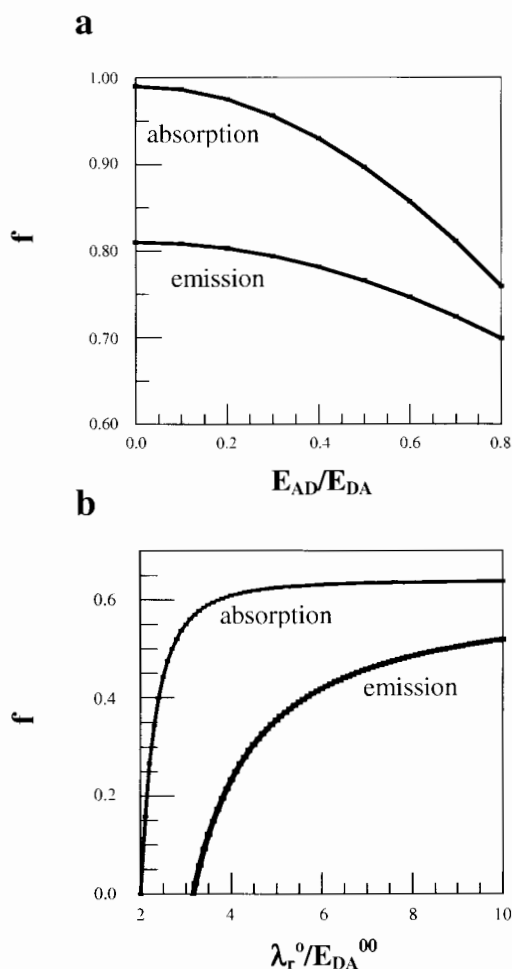 a
1.00
absorption
0.90
f
0.80
emission
0.70
0.60
0.0 0.2 0.4 0.6 0.8
E_AD/E_DA
b
0.6
absorption
0.4
emission
f
0.2
0.0
2 4 6 8 10
λ_r^o/E_DA^00